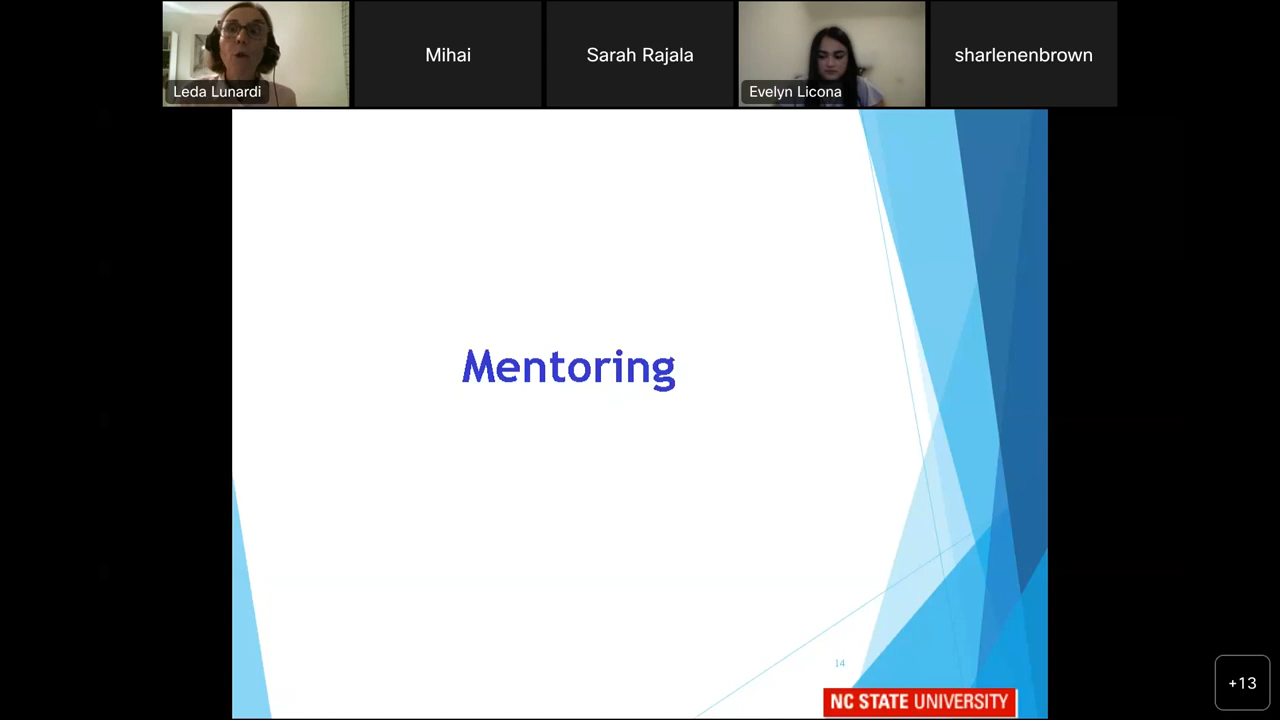 Leda Lunardi
Mihai
Sarah Rajala
Evelyn Licona
sharlenenbrown
Mentoring
14
NC STATE UNIVERSITY
+13